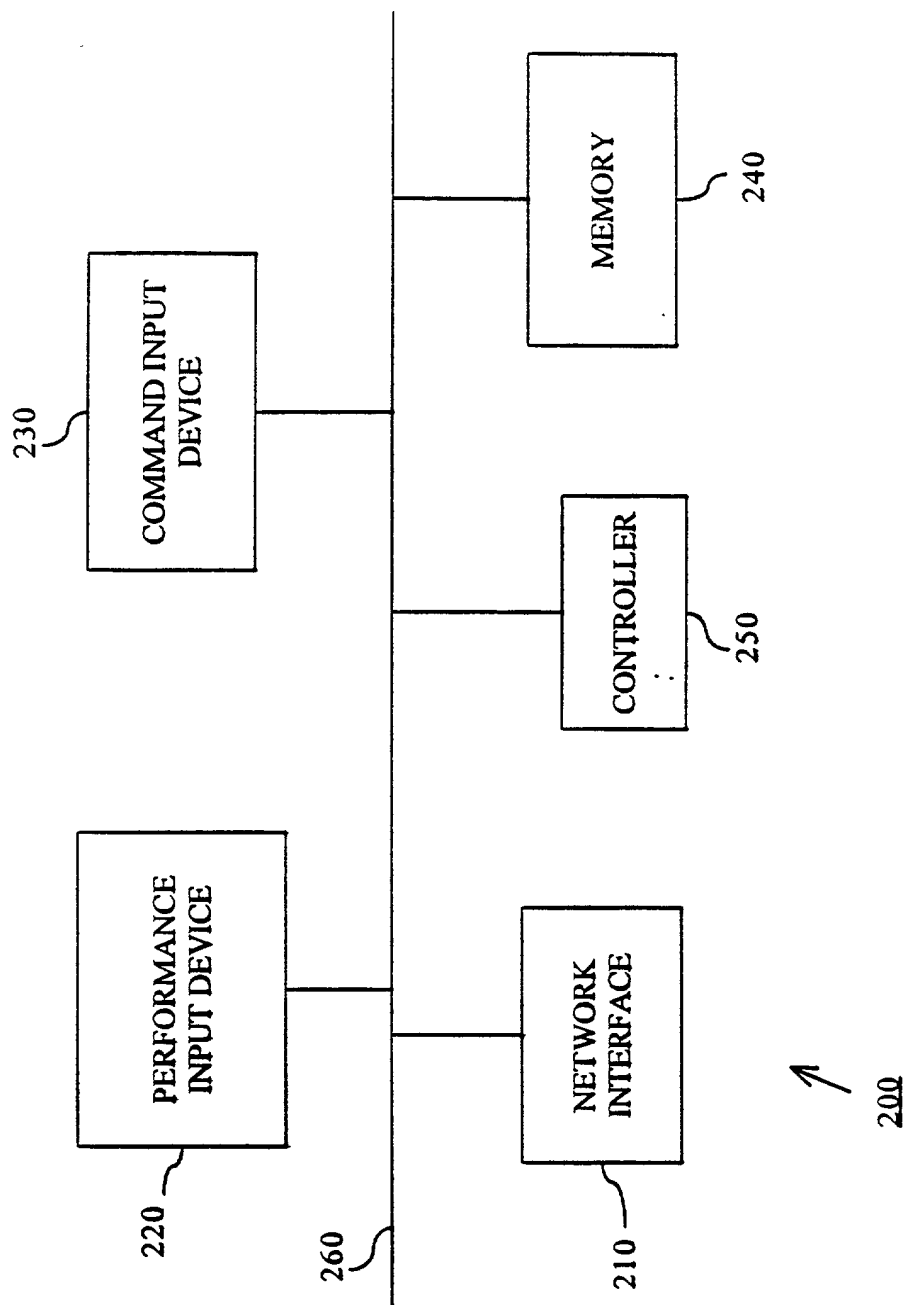 230
COMMAND INPUT
DEVICE
220
PERFORMANCE
INPUT DEVICE
260
MEMORY
240
CONTROLLER
250
NETWORK
INTERFACE
210
200